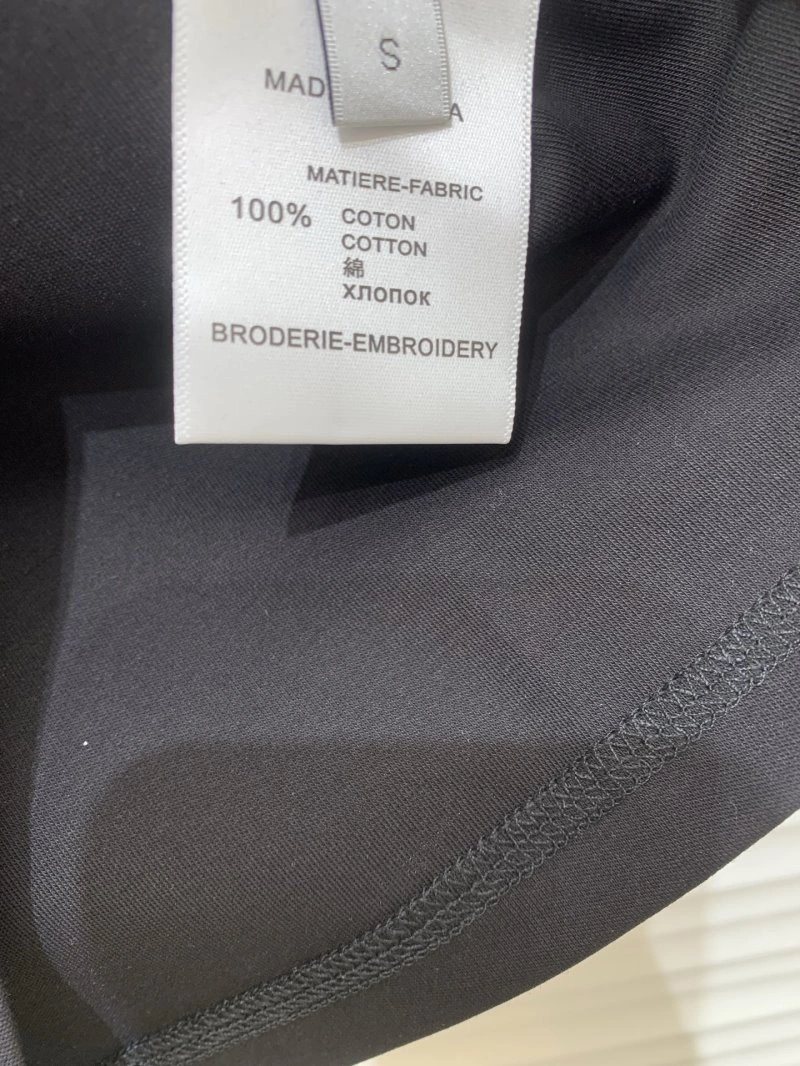 S
MATIERE-FABRIC
100% COTON
COTTON
綿
хлопок
BRODERIE-EMBROIDERY